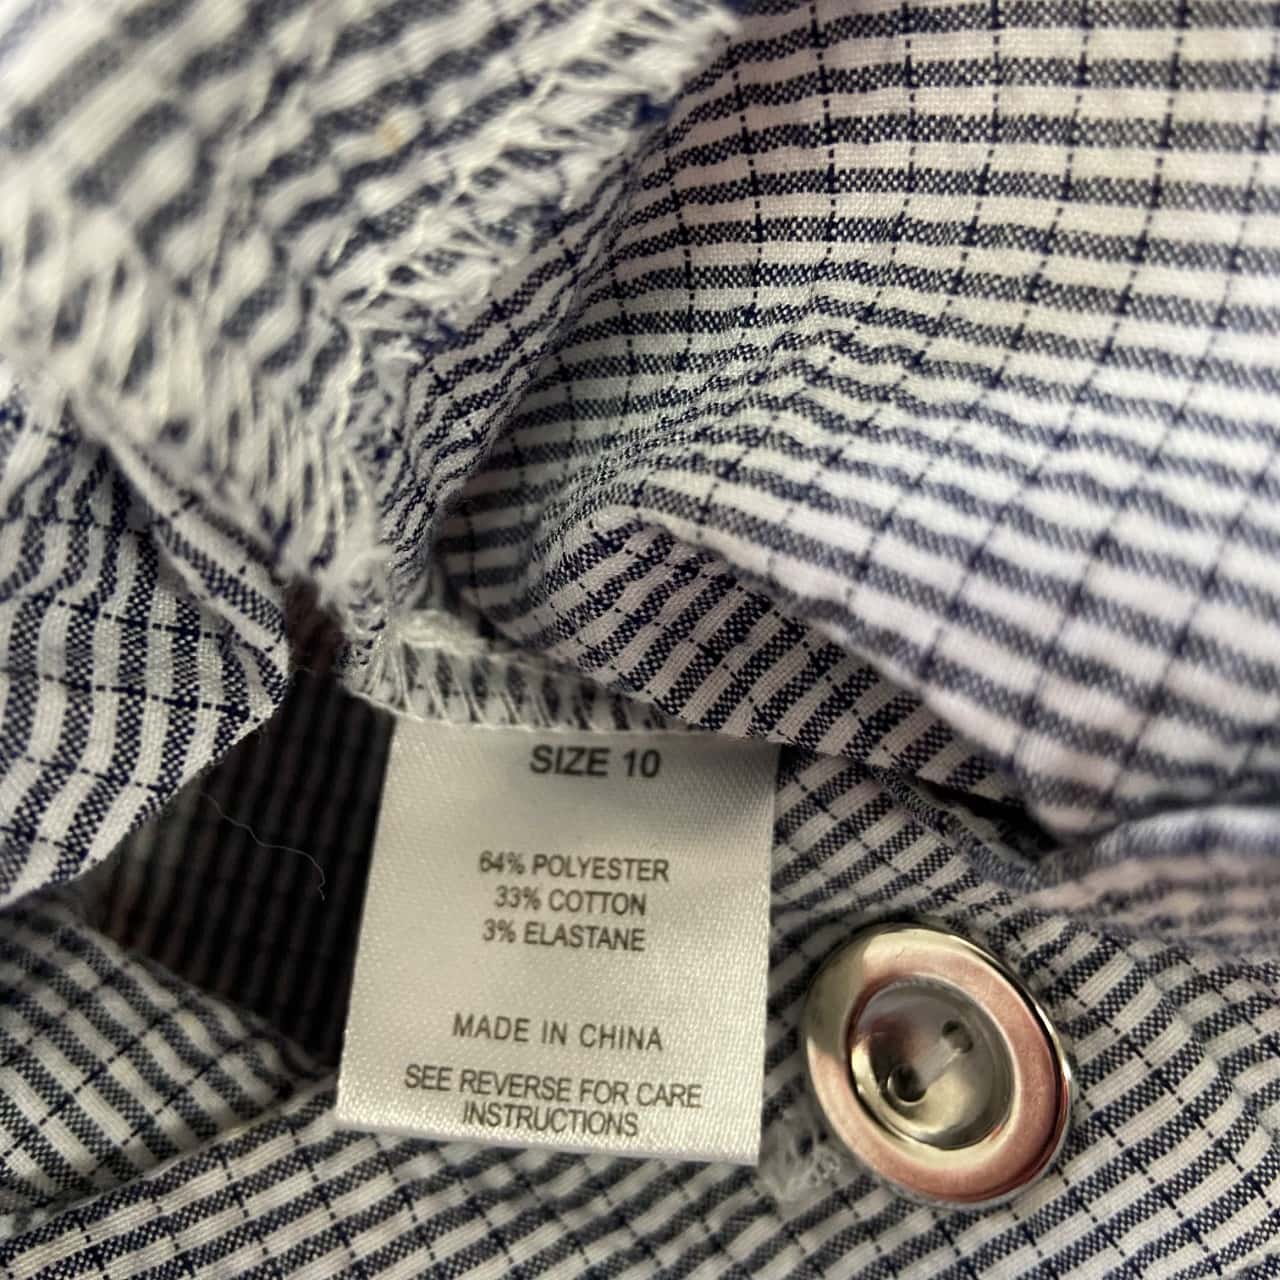 SIZE 10
64% POLYESTER
33% COTTON
3% ELASTANE
MADE IN CHINA
SEE REVERSE FOR CARE
INSTRUCTIONS